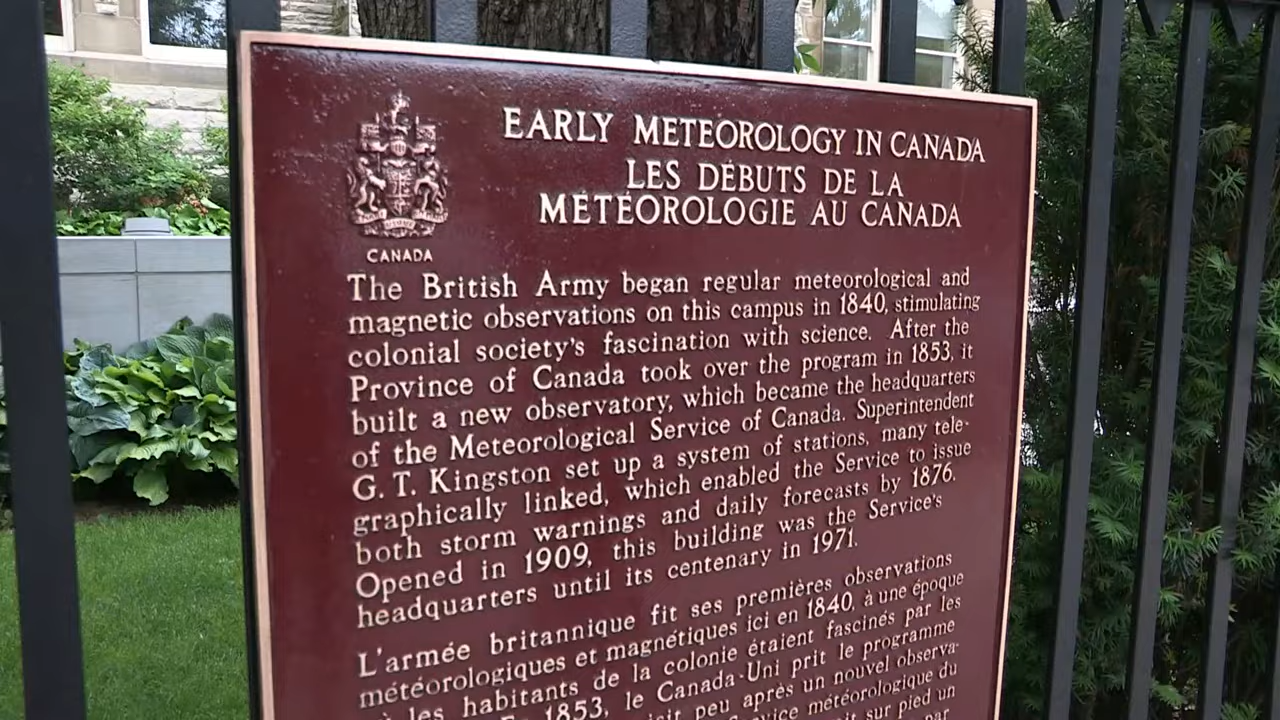 EARLY METEOROLOGY IN CANADA
LES DÉBUTS DE LA
MÉTÉOROLOGIE AU CANADA
CANADA
The British Army began regular meteorological and
magnetic observations on this campus in 1840, stimulating
colonial society's fascination with science. After the
Province of Canada took over the program in 1853, it
built a new observatory, which became the headquarters
of the Meteorological Service of Canada. Superintendent
G. T. Kingston set up a system of stations, many tele-
graphically linked, which enabled the Service to issue
both storm warnings and daily forecasts by 1876.
Opened in 1909, this building was the Service's
headquarters until its centenary in 1971.
L'armée britannique fit ses premières observations
météorologiques et magnétiques ici en 1840, à une époque
les habitants de la colonie étaient fascinés par les
1853, le Canada-Uni prit le programme
peu après un nouvel observa-
météorologique du
sur pied un
par